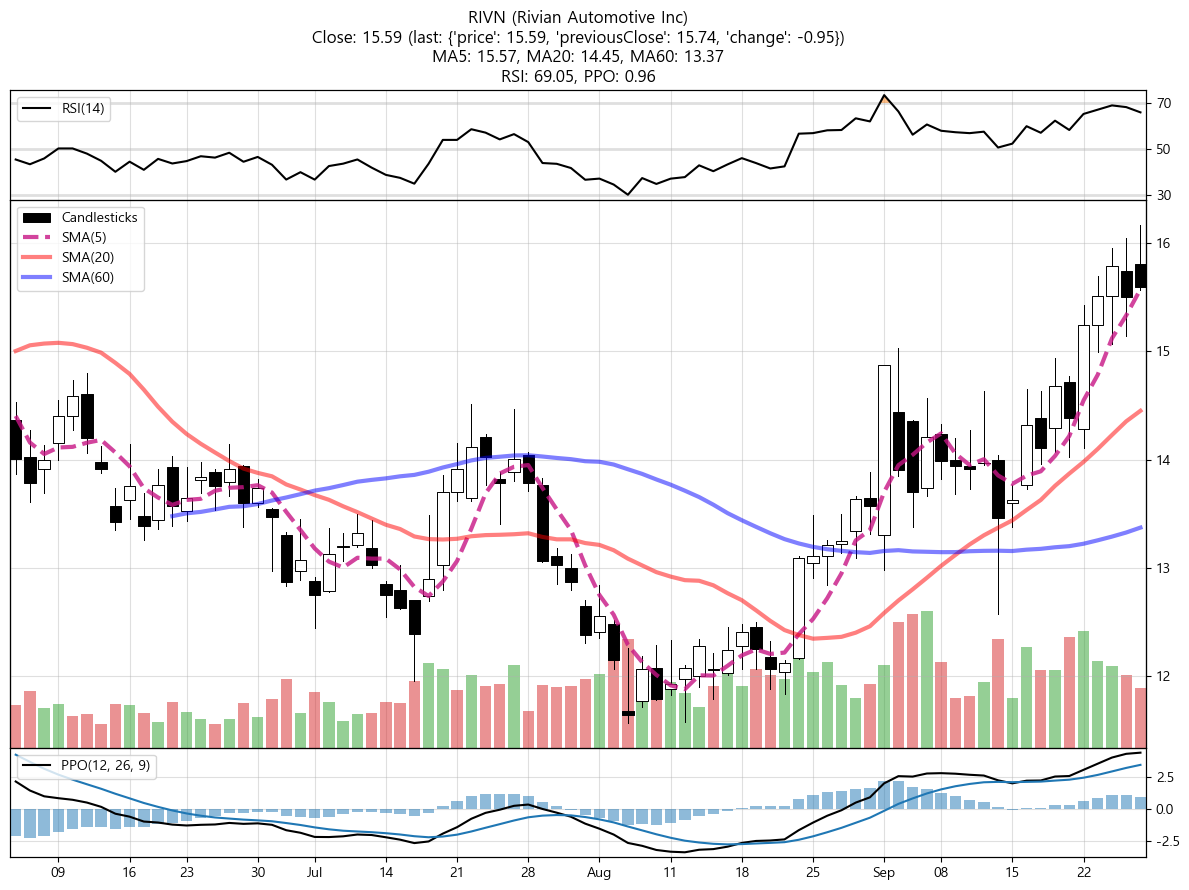 RIVN (Rivian Automotive Inc)
Close: 15.59 (last: {'price': 15.59, 'previousClose': 15.74, 'change': -0.95})
MA5: 15.57, MA20: 14.45, MA60: 13.37
RSI: 69.05, PPO: 0.96
RSI(14)
70
50
30
Candlesticks
SMA(5)
SMA(20)
SMA(60)
16
15
14
13
12
PPO(12, 26, 9)
2.5
0.0
−2.5
09 16 23 30 Jul 14 21 28 Aug 11 18 25 Sep 08 15 22